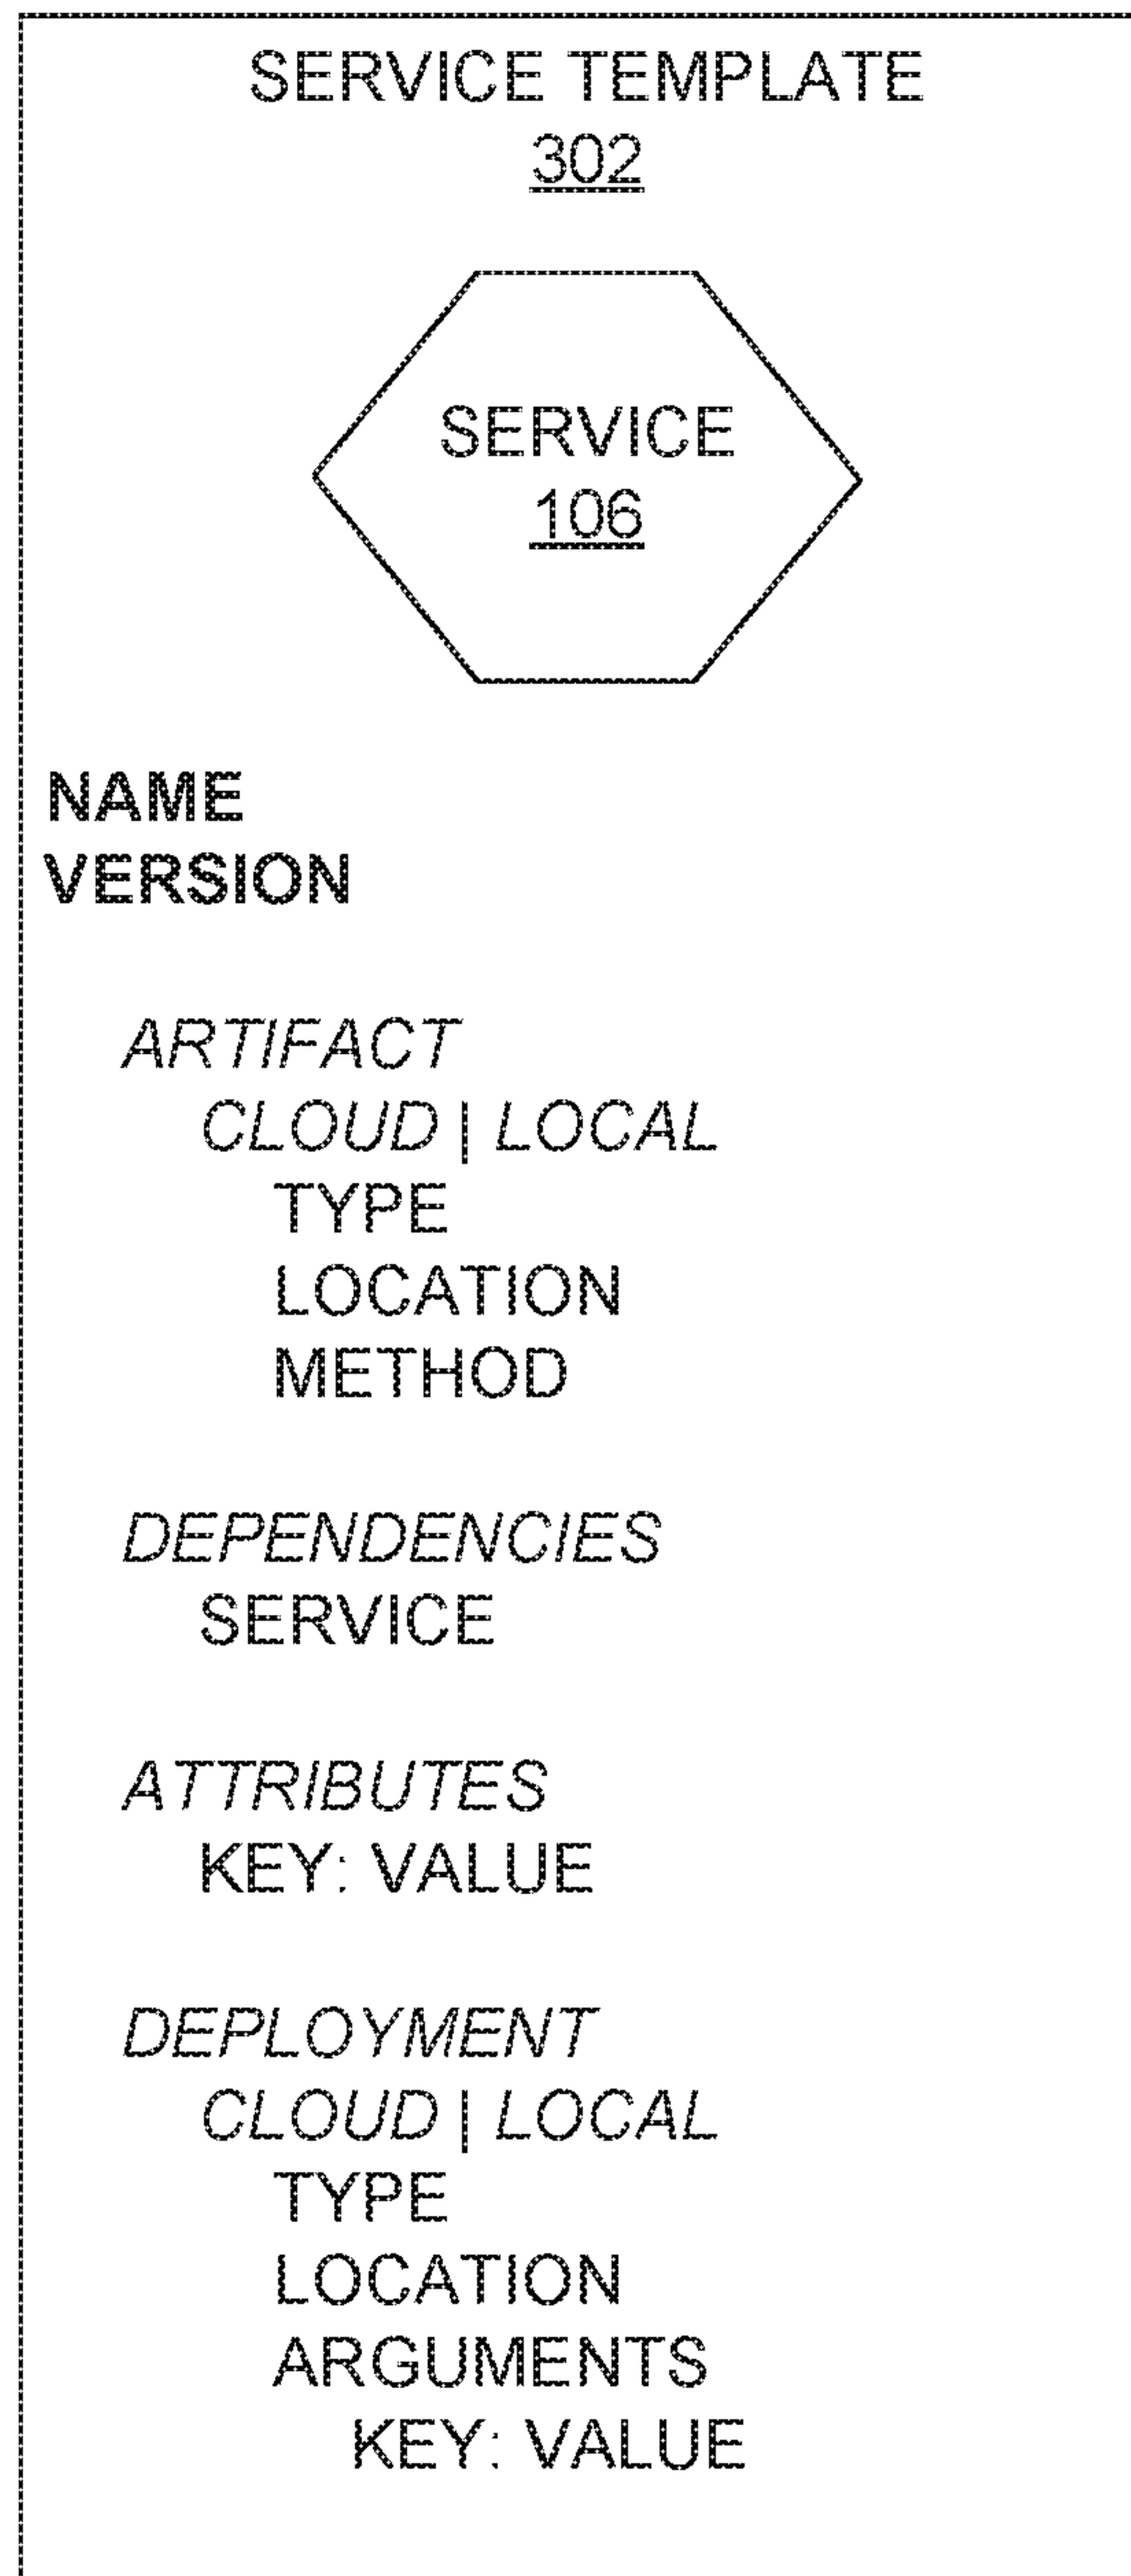 SERVICE TEMPLATE
302
SERVICE
106
NAME
VERSION
ARTIFACT
CLOUD | LOCAL
TYPE
LOCATION
METHOD
DEPENDENCIES
SERVICE
ATTRIBUTES
KEY: VALUE
DEPLOYMENT
CLOUD | LOCAL
TYPE
LOCATION
ARGUMENTS
KEY: VALUE